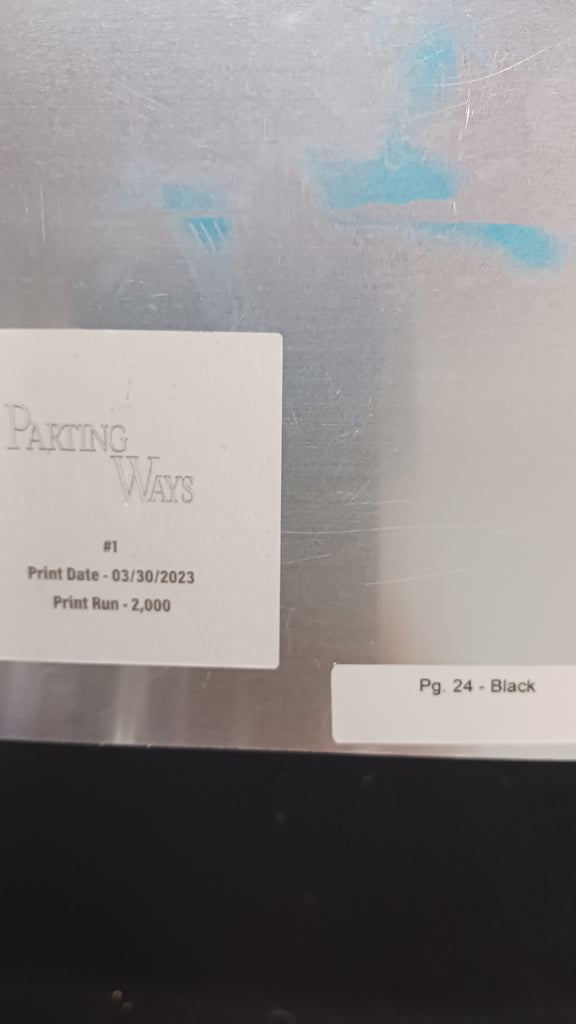 PARTING
WAYS
#1
Print Date - 03/30/2023
Print Run - 2,000
Pg. 24 - Black